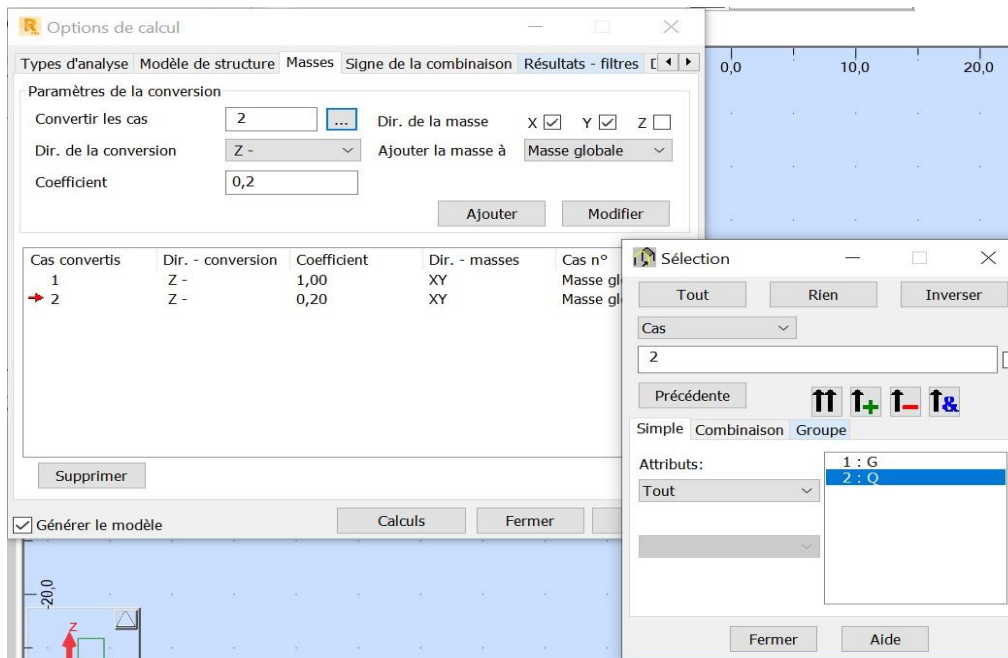 Options de calcul
Types d'analyse Modèle de structure Masses Signe de la combinaison Résultats - filtres
0,0 10,0 20,0
Paramètres de la conversion
Convertir les cas 2 ... Dir. de la masse X Y Z
Dir. de la conversion Z - Ajouter la masse à Masse globale
Coefficient 0,2
Ajouter Modifier
Cas convertis Dir. - conversion Coefficient Dir. - masses Cas n°
1 Z - 1,00 XY Masse gl
2 Z - 0,20 XY Masse gl
Supprimer
Générer le modèle Calculs Fermer
Sélection
Tout Rien Inverser
Cas
2
Précédente
&
Simple Combinaison Groupe
Attributs:
Tout
1 : G
2 : Q
Fermer Aide
-20,0
Z